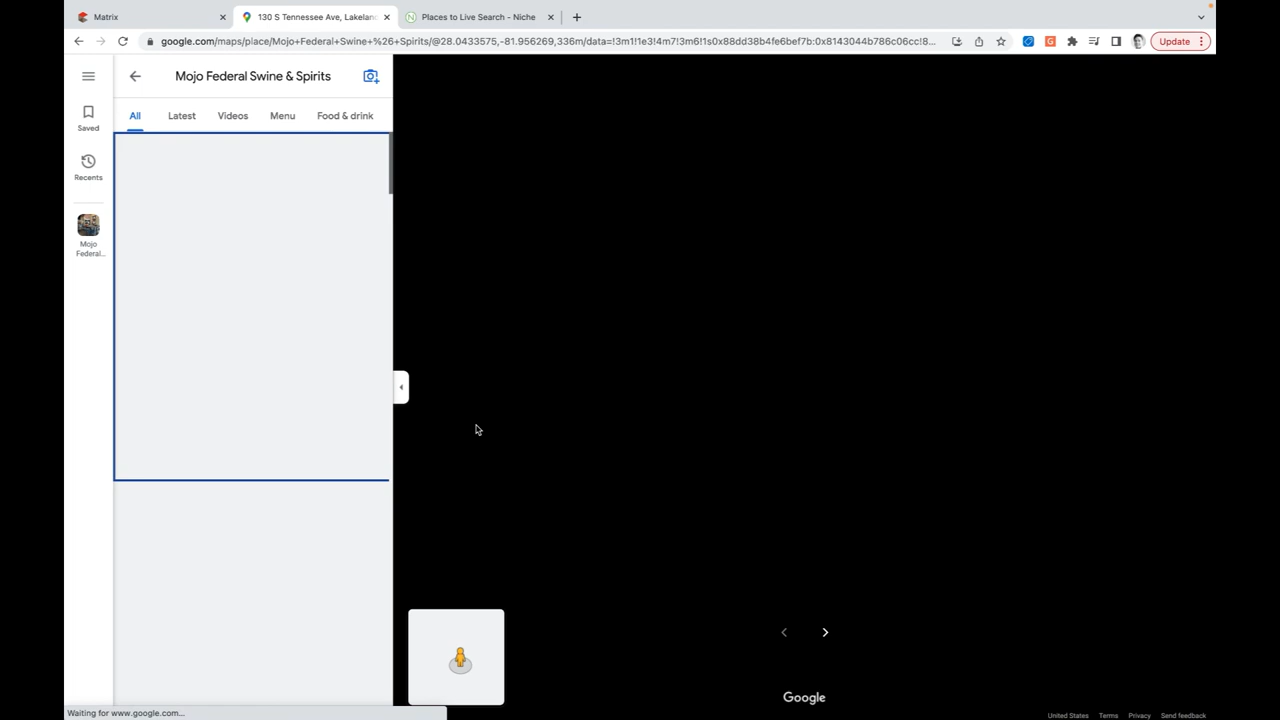 Matrix
130 S Tennessee Ave, Lakeland
Places to Live Search - Niche
google.com/maps/place/Mojo+Federal+Swine+%26+Spirits/@28.0433575,-81.956269,336m/data=!3m1!1e3!4m7!3m6!1s0x88dd38b4fe6bef7b:0x8143044b786c06cc!8...
Update
Mojo Federal Swine & Spirits
All Latest Videos Menu Food & drink
Saved
Recents
Mojo
Federal...
Google
Waiting for www.google.com...
United States Terms Privacy Send feedback